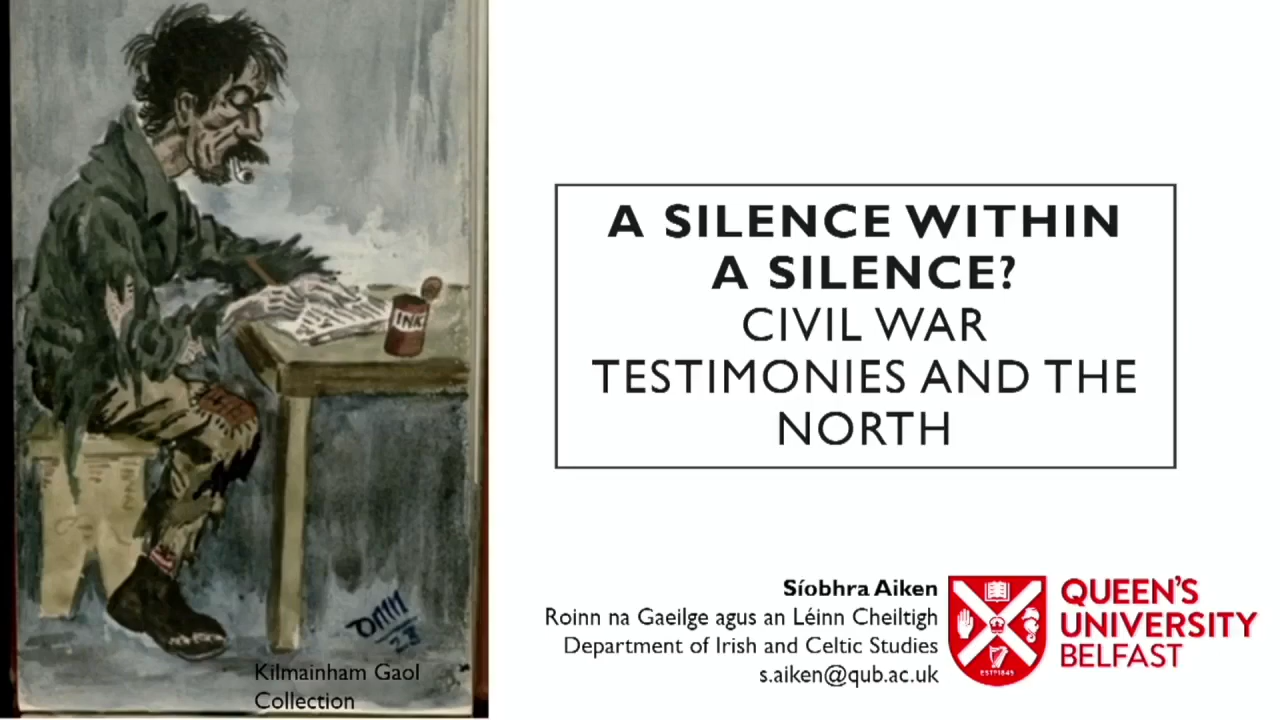 A SILENCE WITHIN
A SILENCE?
CIVIL WAR
TESTIMONIES AND THE
NORTH
INK
Kilmainham Gaol
Collection
Síobhra Aiken
Roinn na Gaeilge agus an Léinn Cheiltigh
Department of Irish and Celtic Studies
s.aiken@qub.ac.uk
QUEEN'S
UNIVERSITY
BELFAST
ESTD1845